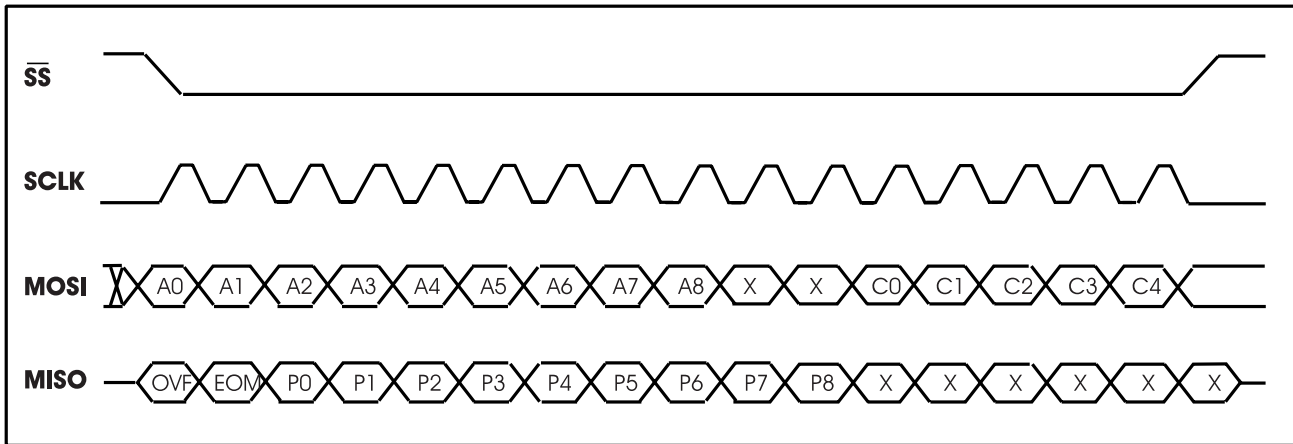 SS
SCLK
MOSI A0 A1 A2 A3 A4 A5 A6 A7 A8 X X C0 C1 C2 C3 C4
MISO OVF EOM P0 P1 P2 P3 P4 P5 P6 P7 P8 X X X X X X